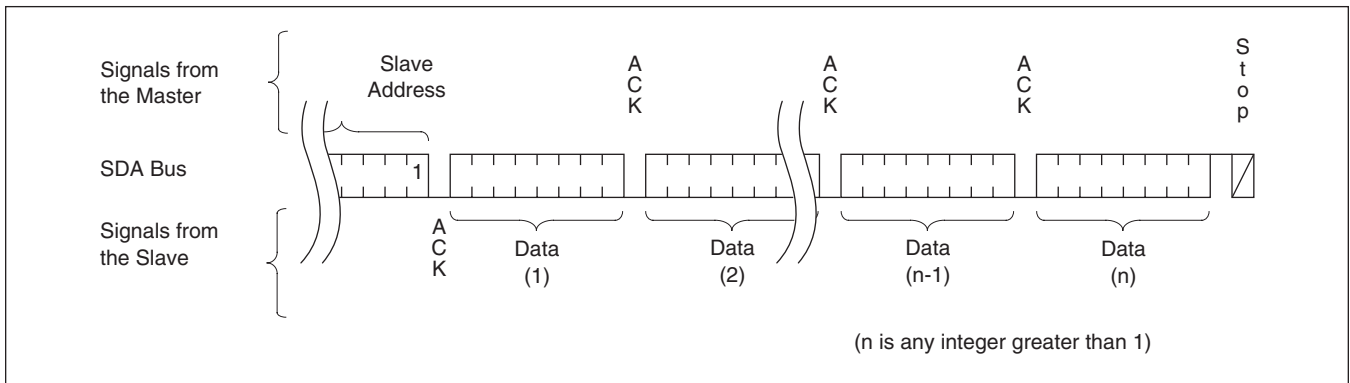 Signals from
the Master
Slave
Address
A
C
K
A
C
K
A
C
K
S
t
o
p
SDA Bus
1
Signals from
the Slave
A
C
K
Data
(1)
Data
(2)
Data
(n-1)
Data
(n)
(n is any integer greater than 1)